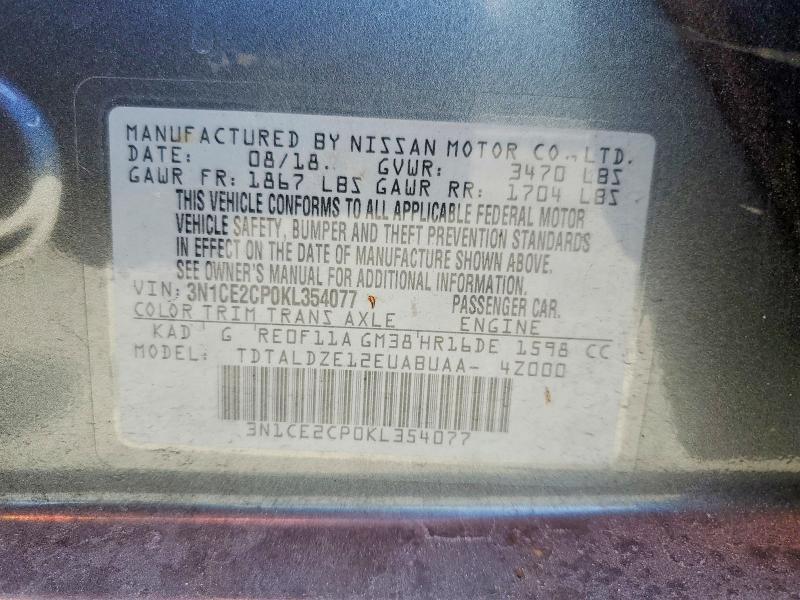 MANUFACTURED BY NISSAN MOTOR CO., LTD.
DATE: 08/18. GVWR: 3470 LBS
GAWR FR: 1867 LBS GAWR RR: 1704 LBS
THIS VEHICLE CONFORMS TO ALL APPLICABLE FEDERAL MOTOR
VEHICLE SAFETY, BUMPER AND THEFT PREVENTION STANDARDS
IN EFFECT ON THE DATE OF MANUFACTURE SHOWN ABOVE.
SEE OWNER'S MANUAL FOR ADDITIONAL INFORMATION.
VIN: 3N1CE2CP0KL354077 PASSENGER CAR.
COLOR TRIM TRANS AXLE ENGINE
KAD G RE0F11A GM38 HR16DE 1598 CC
MODEL: TDTALDZE12EUABUAA- 4Z000
3N1CE2CP0KL354077